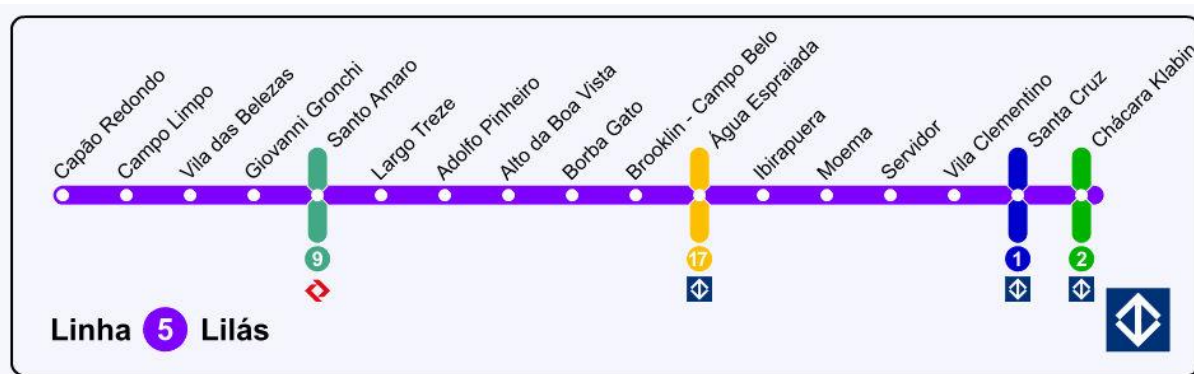 Capão Redondo
Campo Limpo
Vila das Belezas
Giovanni Gronchi
Santo Amaro
Largo Treze
Adolfo Pinheiro
Alto da Boa Vista
Borba Gato
Brooklin - Campo Belo
Água Espraiada
Ibirapuera
Moema
Servidor
Vila Clementino
Santa Cruz
Chácara Klabin
9
17
1
2
Linha 5 Lilás